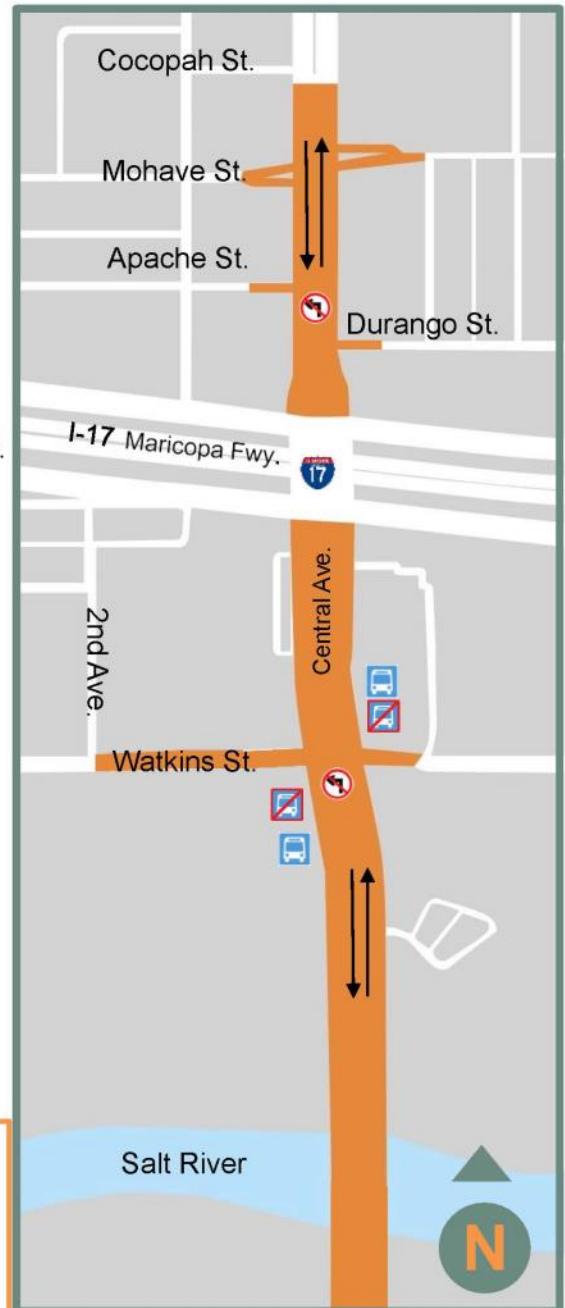 Cocopah St.
Mohave St.
Apache St.
Durango St.
I-17 Maricopa Fwy.
17
Central Ave.
2nd Ave.
Watkins St.
Salt River
N
.